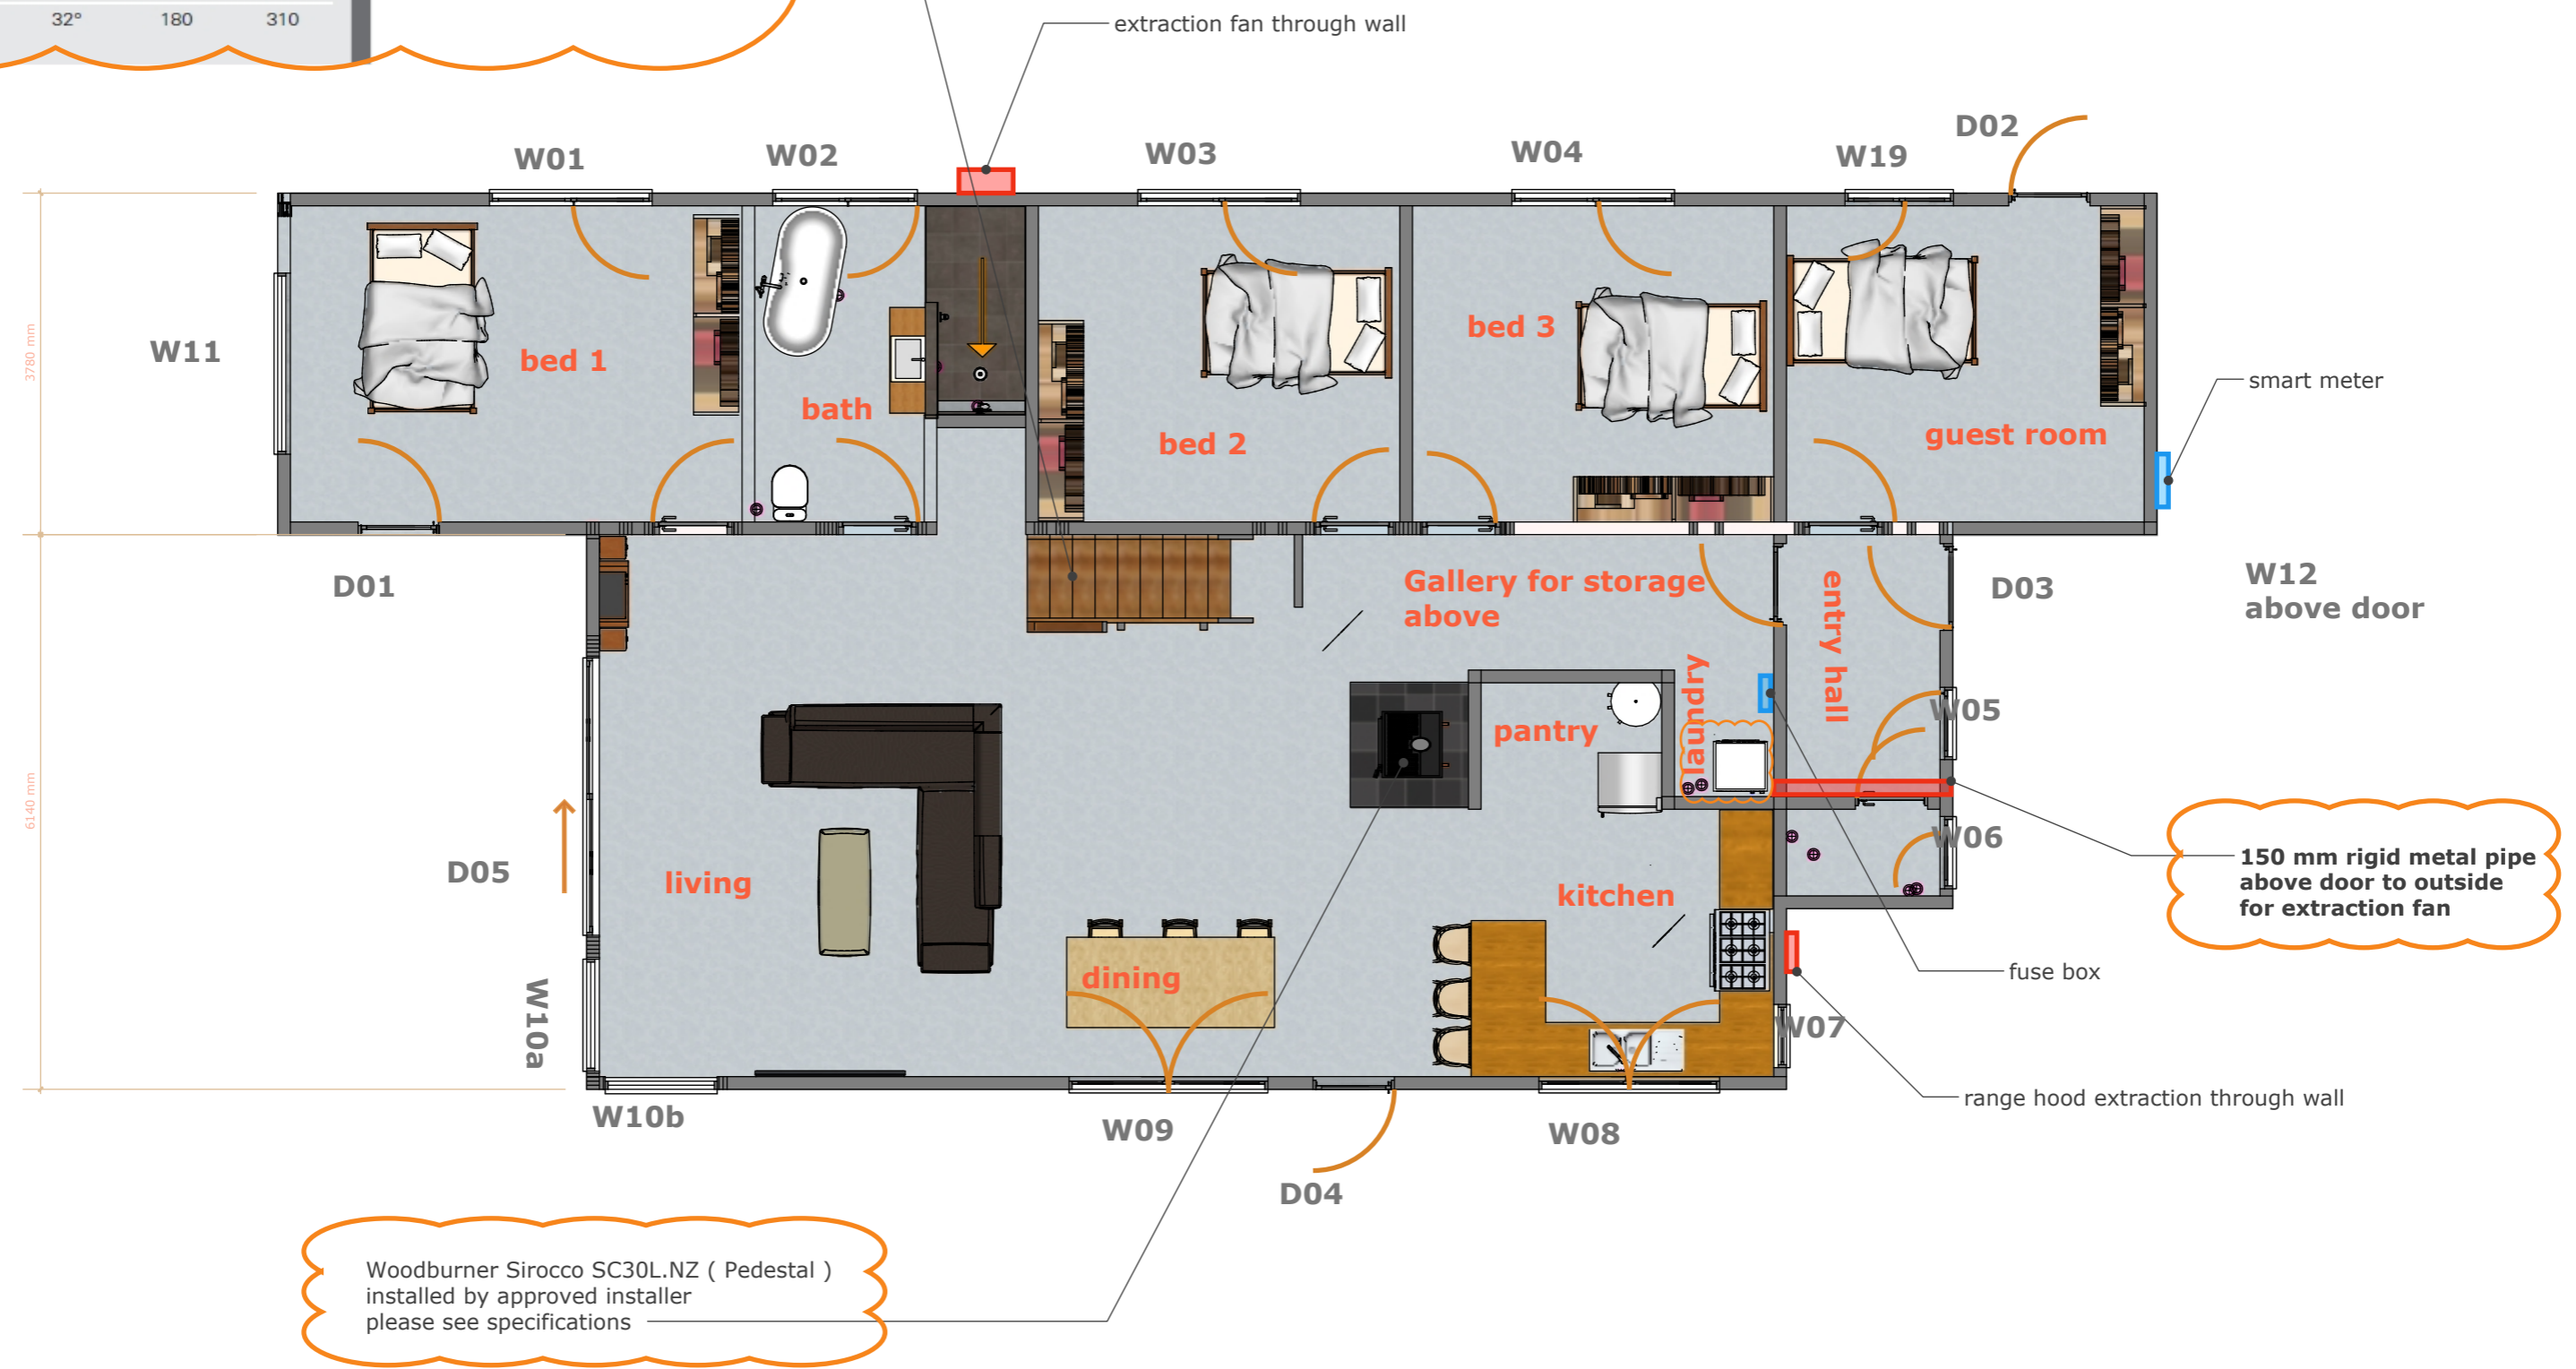 32° 180 310
extraction fan through wall
D02
W01
W02
W03
W04
W19
3780 mm
W11
bed 1
bath
bed 2
bed 3
guest room
smart meter
D01
Gallery for storage
above
entry hall
D03
W12
above door
laundry
pantry
W05
6140 mm
D05
living
kitchen
W06
150 mm rigid metal pipe
above door to outside
for extraction fan
dining
fuse box
W10a
W07
range hood extraction through wall
W10b
W09
W08
D04
Woodburner Sirocco SC30L.NZ ( Pedestal )
installed by approved installer
please see specifications